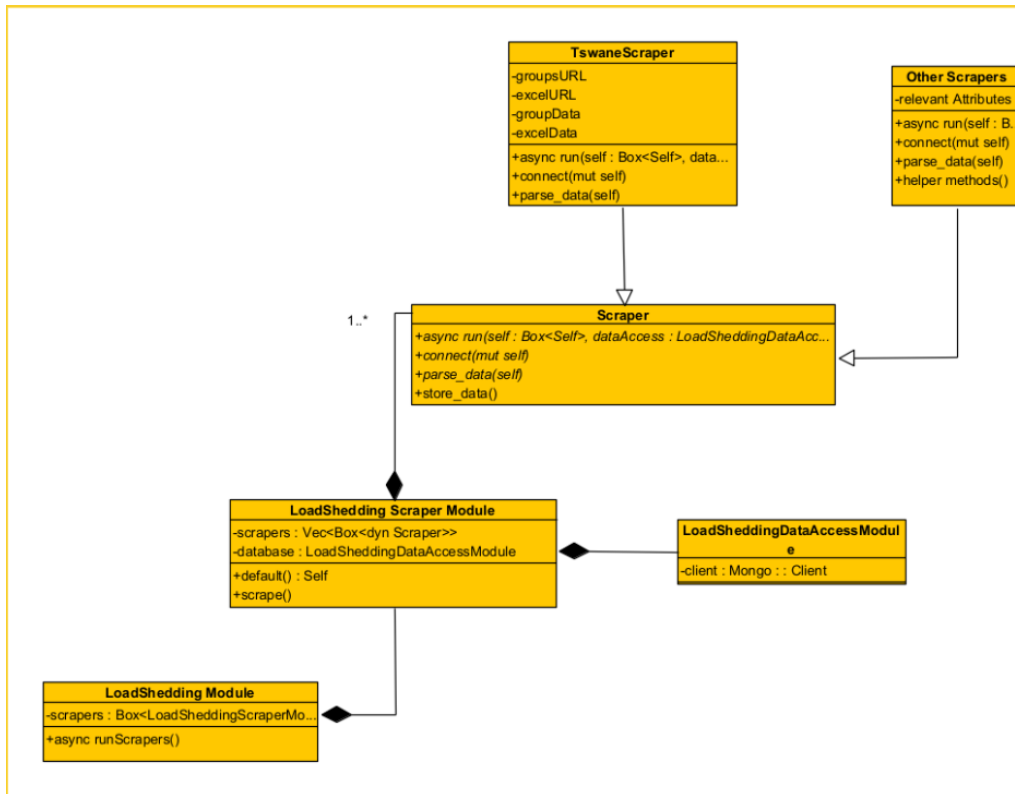 TswaneScraper
-groupsURL
-excelURL
-groupData
-excelData
+async run(self : Box<Self>, data...
+connect(mut self)
+parse_data(self)
Other Scrapers
-relevant Attributes
+async run(self : B...
+connect(mut self)
+parse_data(self)
+helper methods()
1..*
Scraper
+async run(self : Box<Self>, dataAccess : LoadSheddingDataAcc...
+connect(mut self)
+parse_data(self)
+store_data()
LoadShedding Scraper Module
-scrapers : Vec<Box<dyn Scraper>>
-database : LoadSheddingDataAccessModule
+default() : Self
+scrape()
LoadSheddingDataAccessModul
e
-client : Mongo : : Client
LoadShedding Module
-scrapers : Box<LoadSheddingScraperMo...
+async runScrapers()